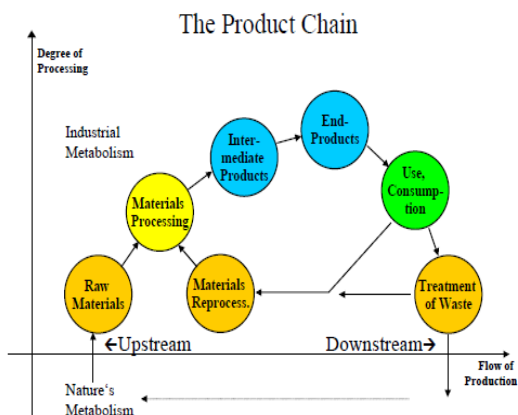 The Product Chain
Degree of
Processing
Industrial
Metabolism
Inter-
mediate
Products
End-
Products
Use,
Consump-
tion
Materials
Processing
Raw
Materials
Materials
Reprocess.
Treatment
of Waste
←Upstream
Downstream→
Flow of
Production
Nature‘s
Metabolism